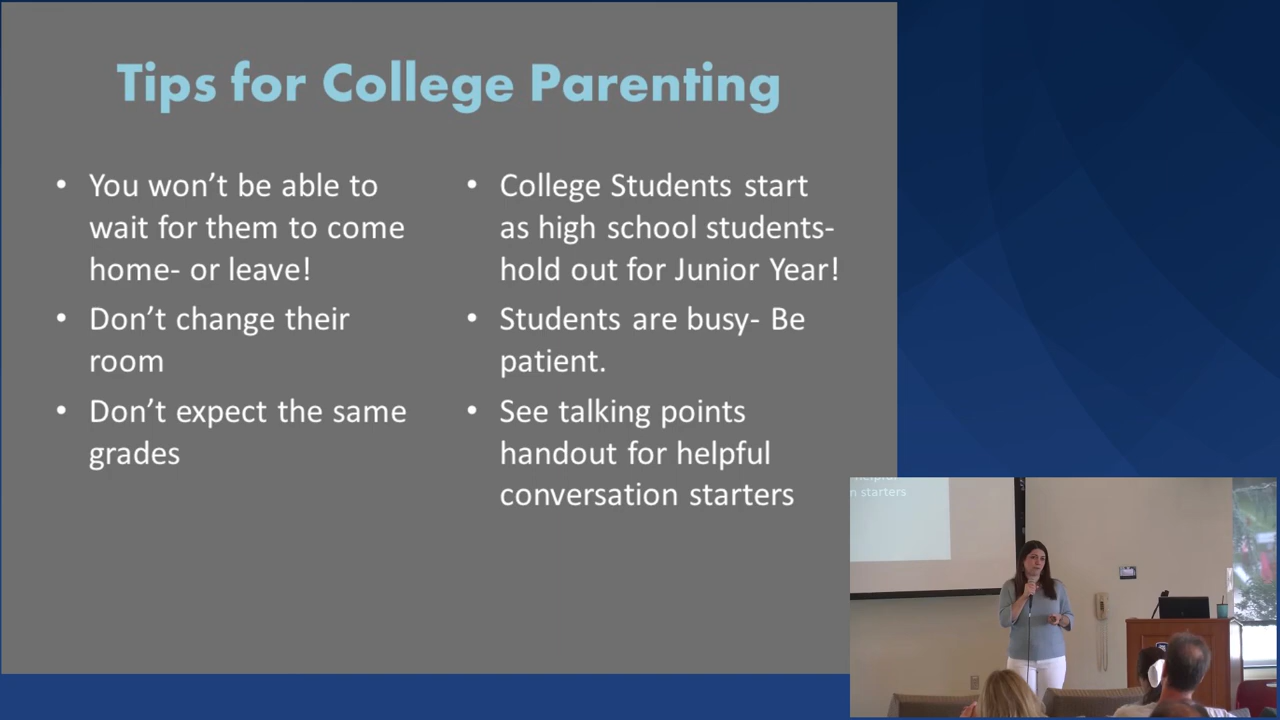 Tips for College Parenting
• You won't be able to
wait for them to come
home- or leave!
• Don't change their
room
• Don't expect the same
grades
• College Students start
as high school students-
hold out for Junior Year!
• Students are busy- Be
patient.
• See talking points
handout for helpful
conversation starters
n starters